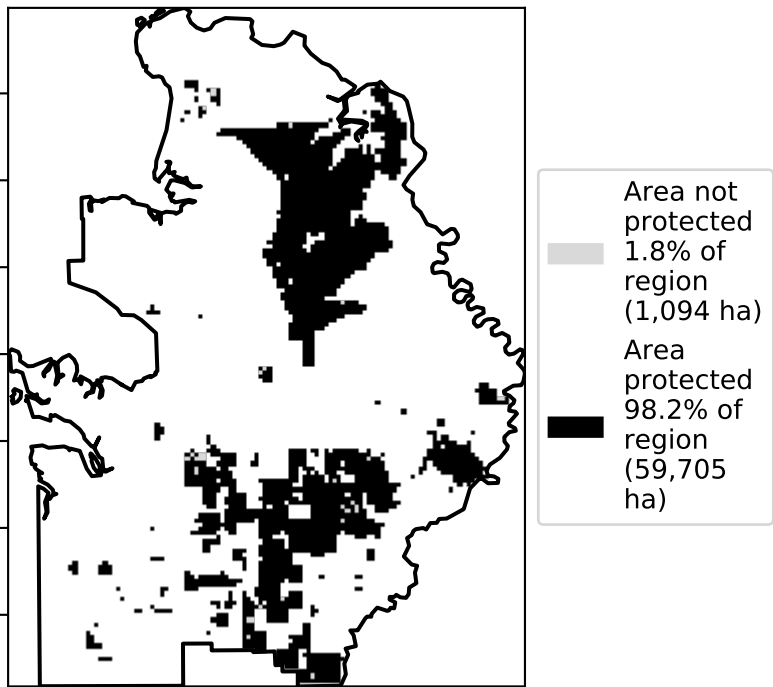 Area not
protected
1.8% of
region
(1,094 ha)
Area
protected
98.2% of
region
(59,705
ha)